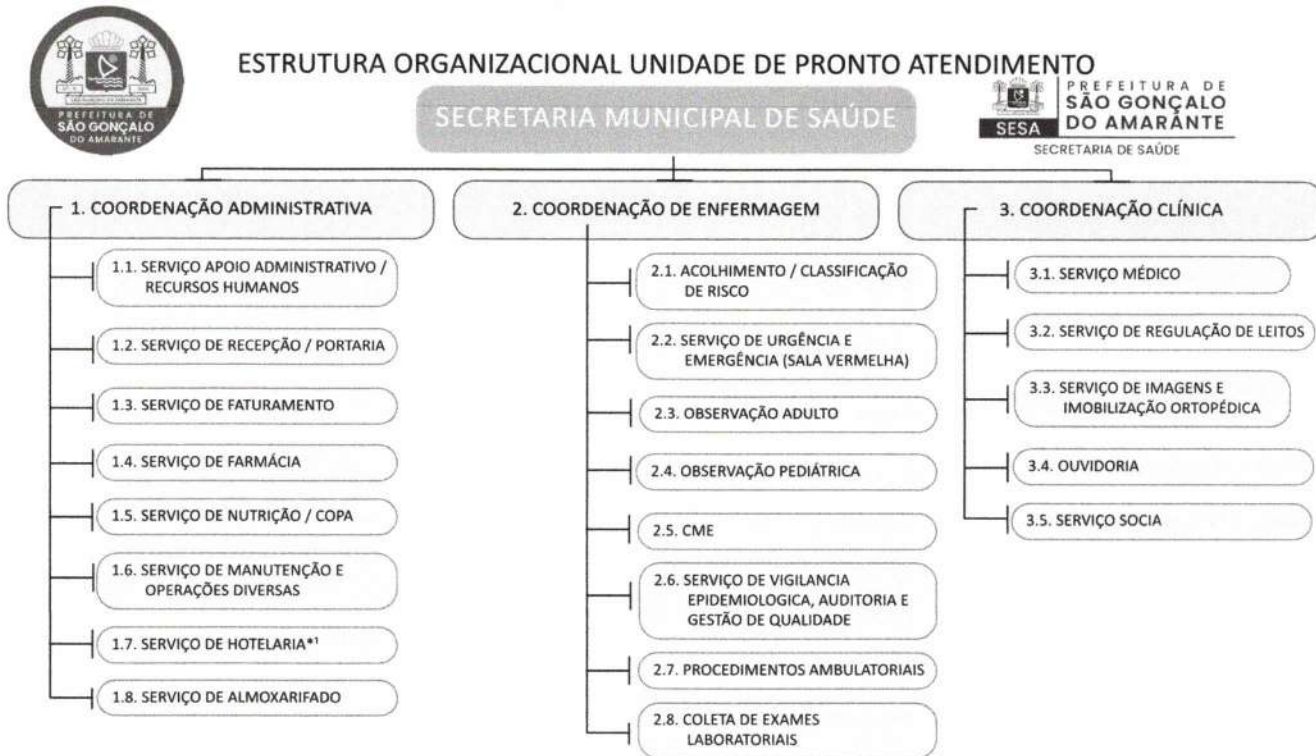 ESTRUTURA ORGANIZACIONAL UNIDADE DE PRONTO ATENDIMENTO
PREFEITURA DE
SÃO GONÇALO
DO AMARANTE
SECRETARIA MUNICIPAL DE SAÚDE
SESA
PREFEITURA DE
SÃO GONÇALO
DO AMARANTE
SECRETARIA DE SAÚDE
1. COORDENAÇÃO ADMINISTRATIVA
1.1. SERVIÇO APOIO ADMINISTRATIVO /
RECURSOS HUMANOS
1.2. SERVIÇO DE RECEPÇÃO / PORTARIA
1.3. SERVIÇO DE FATURAMENTO
1.4. SERVIÇO DE FARMÁCIA
1.5. SERVIÇO DE NUTRIÇÃO / COPA
1.6. SERVIÇO DE MANUTENÇÃO E
OPERAÇÕES DIVERSAS
1.7. SERVIÇO DE HOTELARIA*¹
1.8. SERVIÇO DE ALMOXARIFADO
2. COORDENAÇÃO DE ENFERMAGEM
2.1. ACOLHIMENTO / CLASSIFICAÇÃO
DE RISCO
2.2. SERVIÇO DE URGÊNCIA E
EMERGÊNCIA (SALA VERMELHA)
2.3. OBSERVAÇÃO ADULTO
2.4. OBSERVAÇÃO PEDIÁTRICA
2.5. CME
2.6. SERVIÇO DE VIGILANCIA
EPIDEMIOLOGICA, AUDITORIA E
GESTÃO DE QUALIDADE
2.7. PROCEDIMENTOS AMBULATORIAIS
2.8. COLETA DE EXAMES
LABORATORIAIS
3. COORDENAÇÃO CLÍNICA
3.1. SERVIÇO MÉDICO
3.2. SERVIÇO DE REGULAÇÃO DE LEITOS
3.3. SERVIÇO DE IMAGENS E
IMOBILIZAÇÃO ORTOPÉDICA
3.4. OUVIDORIA
3.5. SERVIÇO SOCIA